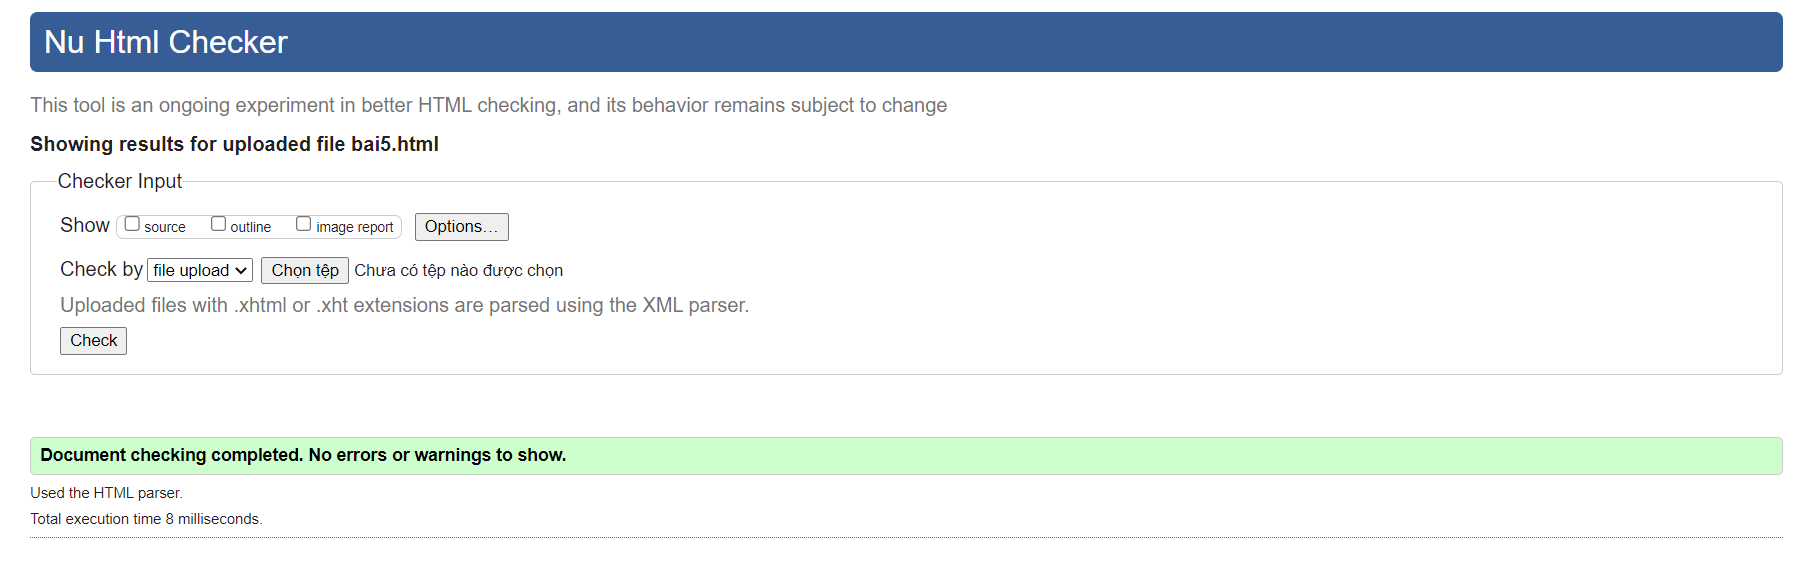 Nu Html Checker
This tool is an ongoing experiment in better HTML checking, and its behavior remains subject to change
Showing results for uploaded file bai5.html
Checker Input
Show source outline image report Options...
Check by file upload Chọn tệp Chưa có tệp nào được chọn
Uploaded files with .xhtml or .xht extensions are parsed using the XML parser.
Check
Document checking completed. No errors or warnings to show.
Used the HTML parser.
Total execution time 8 milliseconds.